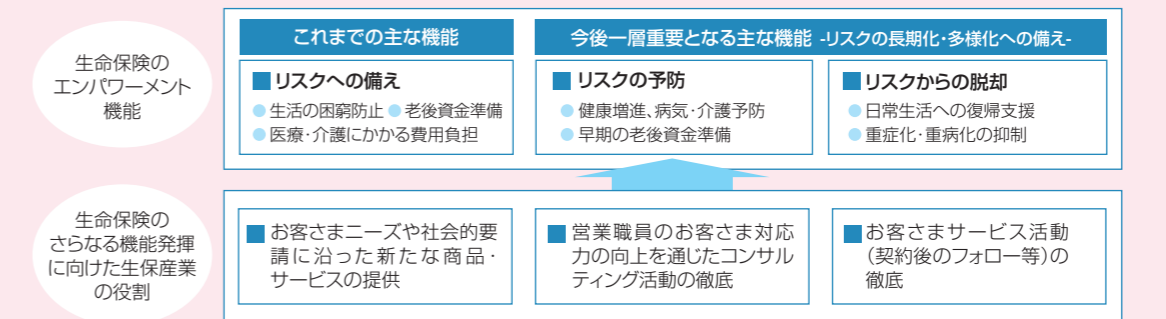 生命保険の
エンパワーメント
機能
これまでの主な機能
今後一層重要となる主な機能 -リスクの長期化・多様化への備え-
リスクへの備え
生活の困窮防止 老後資金準備
医療・介護にかかる費用負担
リスクの予防
健康増進、病気・介護予防
早期の老後資金準備
リスクからの脱却
日常生活への復帰支援
重症化・重病化の抑制
生命保険の
さらなる機能発揮
に向けた生保産業
の役割
お客さまニーズや社会的要
請に沿った新たな商品・
サービスの提供
営業職員のお客さま対応
力の向上を通じたコンサル
ティング活動の徹底
お客さまサービス活動
（契約後のフォロー等）の
徹底